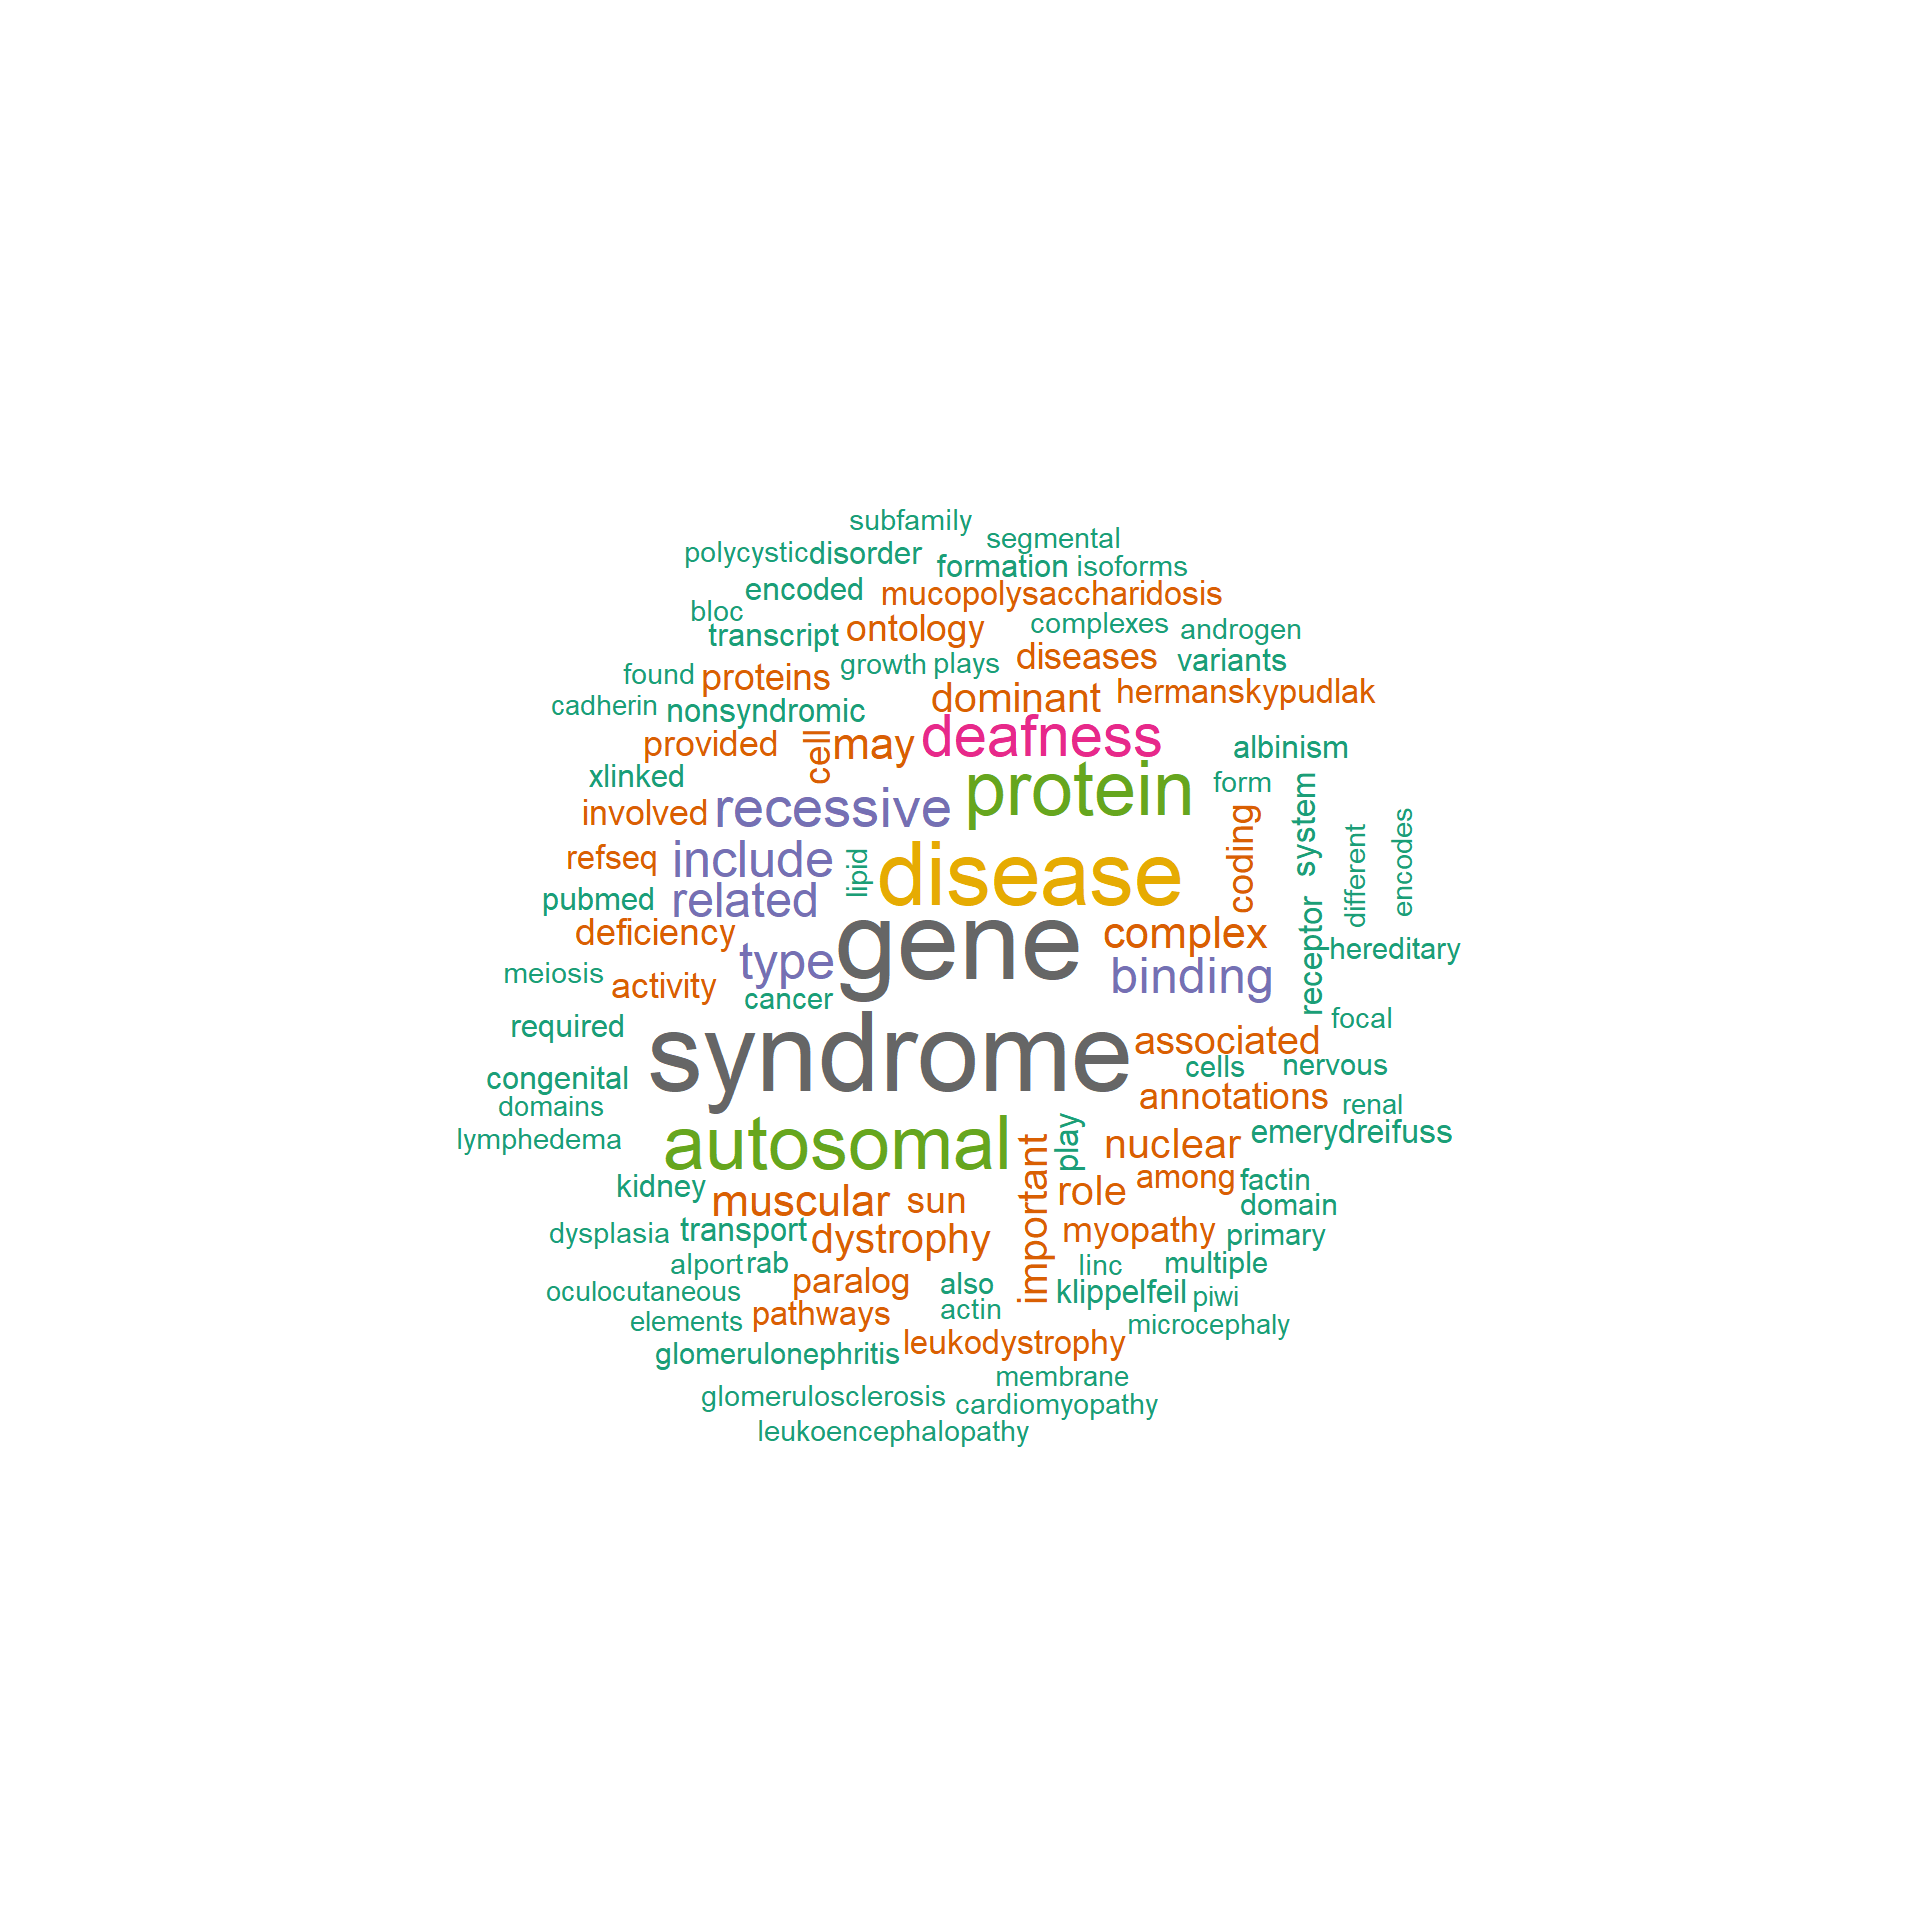 subfamily
segmental
polycystic disorder
formation isoforms
encoded mucopolysaccharidosis
bloc
transcript ontology complexes androgen
found proteins growth plays diseases variants
cadherin nonsyndromic dominant hermanskypudlak
provided cell may deafness albinism
xlinked protein form
involved recessive coding system
refseq include lipid disease different encodes
pubmed related
deficiency gene complex receptor hereditary
meiosis activity type binding
cancer
required syndrome associated focal
congenital cells nervous
domains annotations renal
lymphedema autosomal play nuclear emerydreifuss
kidney muscular sun important role among factin
domain
dysplasia transport dystrophy myopathy primary
alport rab linc multiple
oculocutaneous paralog also klippelfeil piwi
elements pathways actin microcephaly
glomerulonephritis leukodystrophy
membrane
glomerulosclerosis cardiomyopathy
leukoencephalopathy